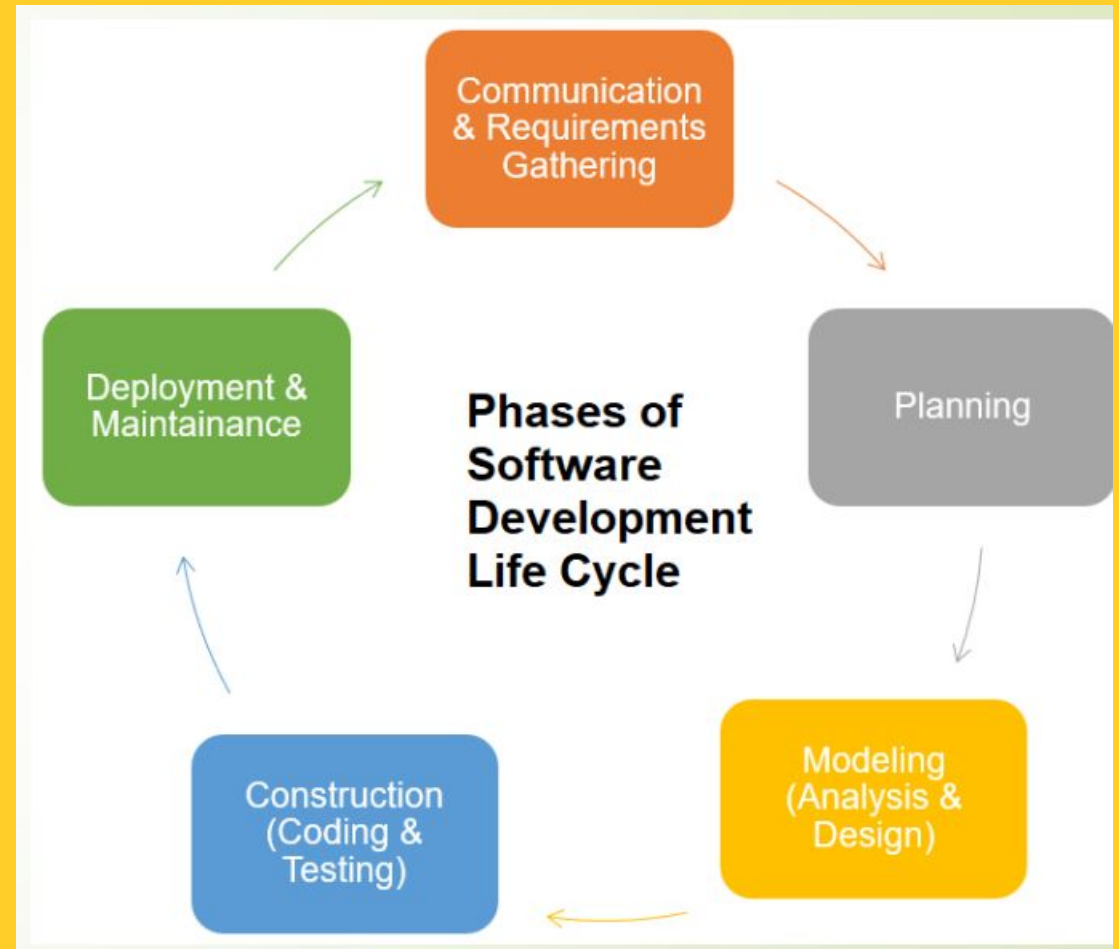 Communication
& Requirements
Gathering
Planning
Modeling
(Analysis &
Design)
Construction
(Coding &
Testing)
Deployment &
Maintainance
Phases of
Software
Development
Life Cycle